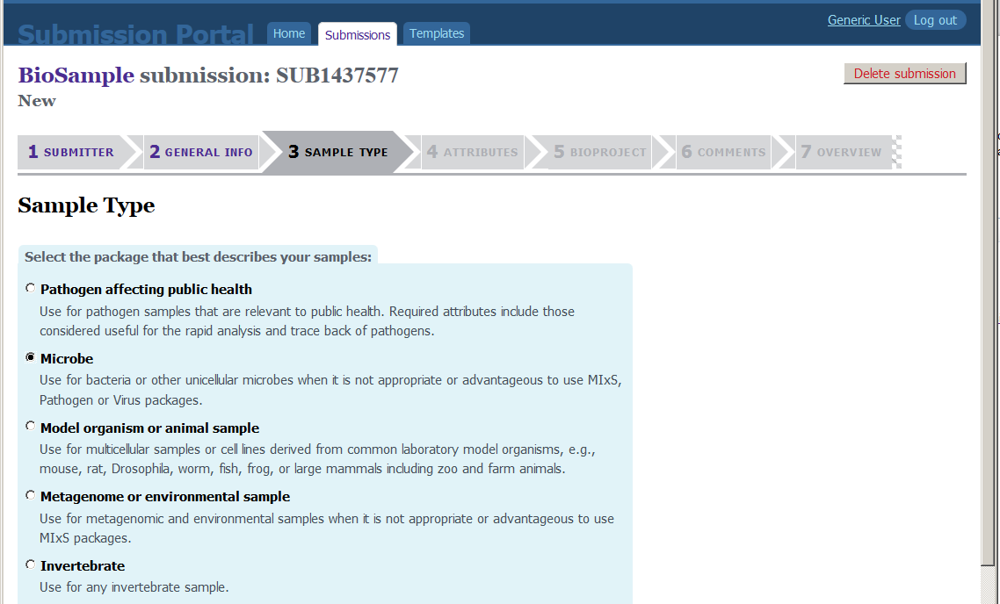 Submission Portal Home Submissions Templates Generic User Log out
BioSample submission: SUB1437577 Delete submission
New
1 SUBMITTER 2 GENERAL INFO 3 SAMPLE TYPE 4 ATTRIBUTES 5 BIOPROJECT 6 COMMENTS 7 OVERVIEW
Sample Type
Select the package that best describes your samples:
Pathogen affecting public health
Use for pathogen samples that are relevant to public health. Required attributes include those
considered useful for the rapid analysis and trace back of pathogens.
Microbe
Use for bacteria or other unicellular microbes when it is not appropriate or advantageous to use MIxS,
Pathogen or Virus packages.
Model organism or animal sample
Use for multicellular samples or cell lines derived from common laboratory model organisms, e.g.,
mouse, rat, Drosophila, worm, fish, frog, or large mammals including zoo and farm animals.
Metagenome or environmental sample
Use for metagenomic and environmental samples when it is not appropriate or advantageous to use
MIxS packages.
Invertebrate
Use for any invertebrate sample.